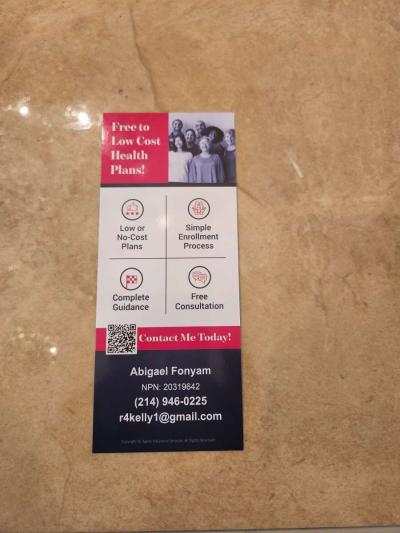 Free to
Low Cost
Health
Plans!
Low or
No-Cost
Plans
Simple
Enrollment
Process
Complete
Guidance
Free
Consultation
Contact Me Today!
Abigael Fonyam
NPN: 20319642
(214) 946-0225
r4kelly1@gmail.com